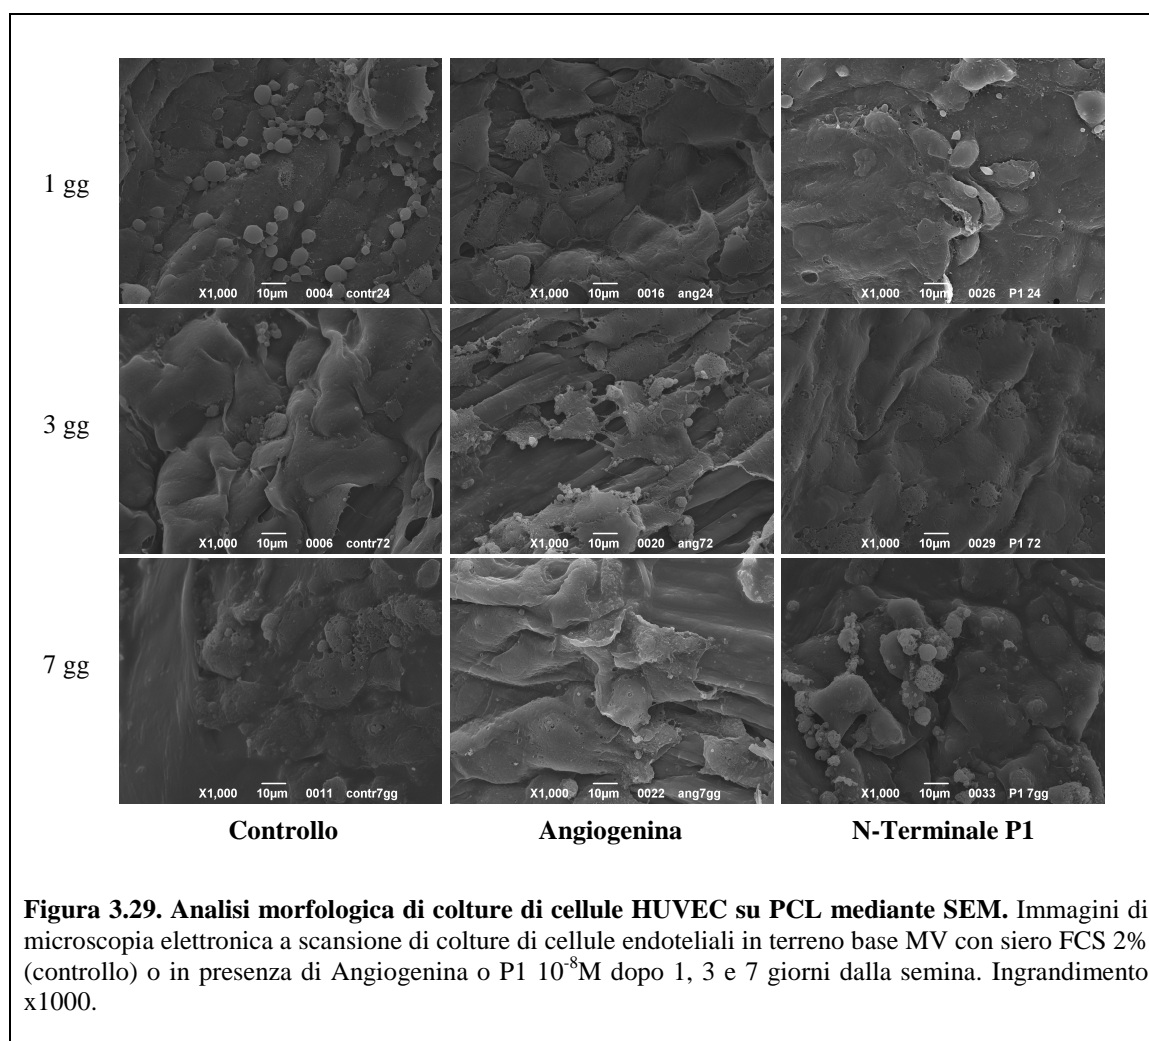 X1,000 10µm 0004 contr24
X1,000 10µm 0016 ang24
X1,000 10µm 0026 P1 24
1 gg
X1,000 10µm 0006 contr72
X1,000 10µm 0020 ang72
X1,000 10µm 0029 P1 72
3 gg
X1,000 10µm 0011 contr7gg
X1,000 10µm 0022 ang7gg
X1,000 10µm 0033 P1 7gg
7 gg
Controllo Angiogenina N-Terminale P1
Figura 3.29. Analisi morfologica di colture di cellule HUVEC su PCL mediante SEM. Immagini di
microscopia elettronica a scansione di colture di cellule endoteliali in terreno base MV con siero FCS 2%
(controllo) o in presenza di Angiogenina o P1 10⁻⁸M dopo 1, 3 e 7 giorni dalla semina. Ingrandimento
x1000.